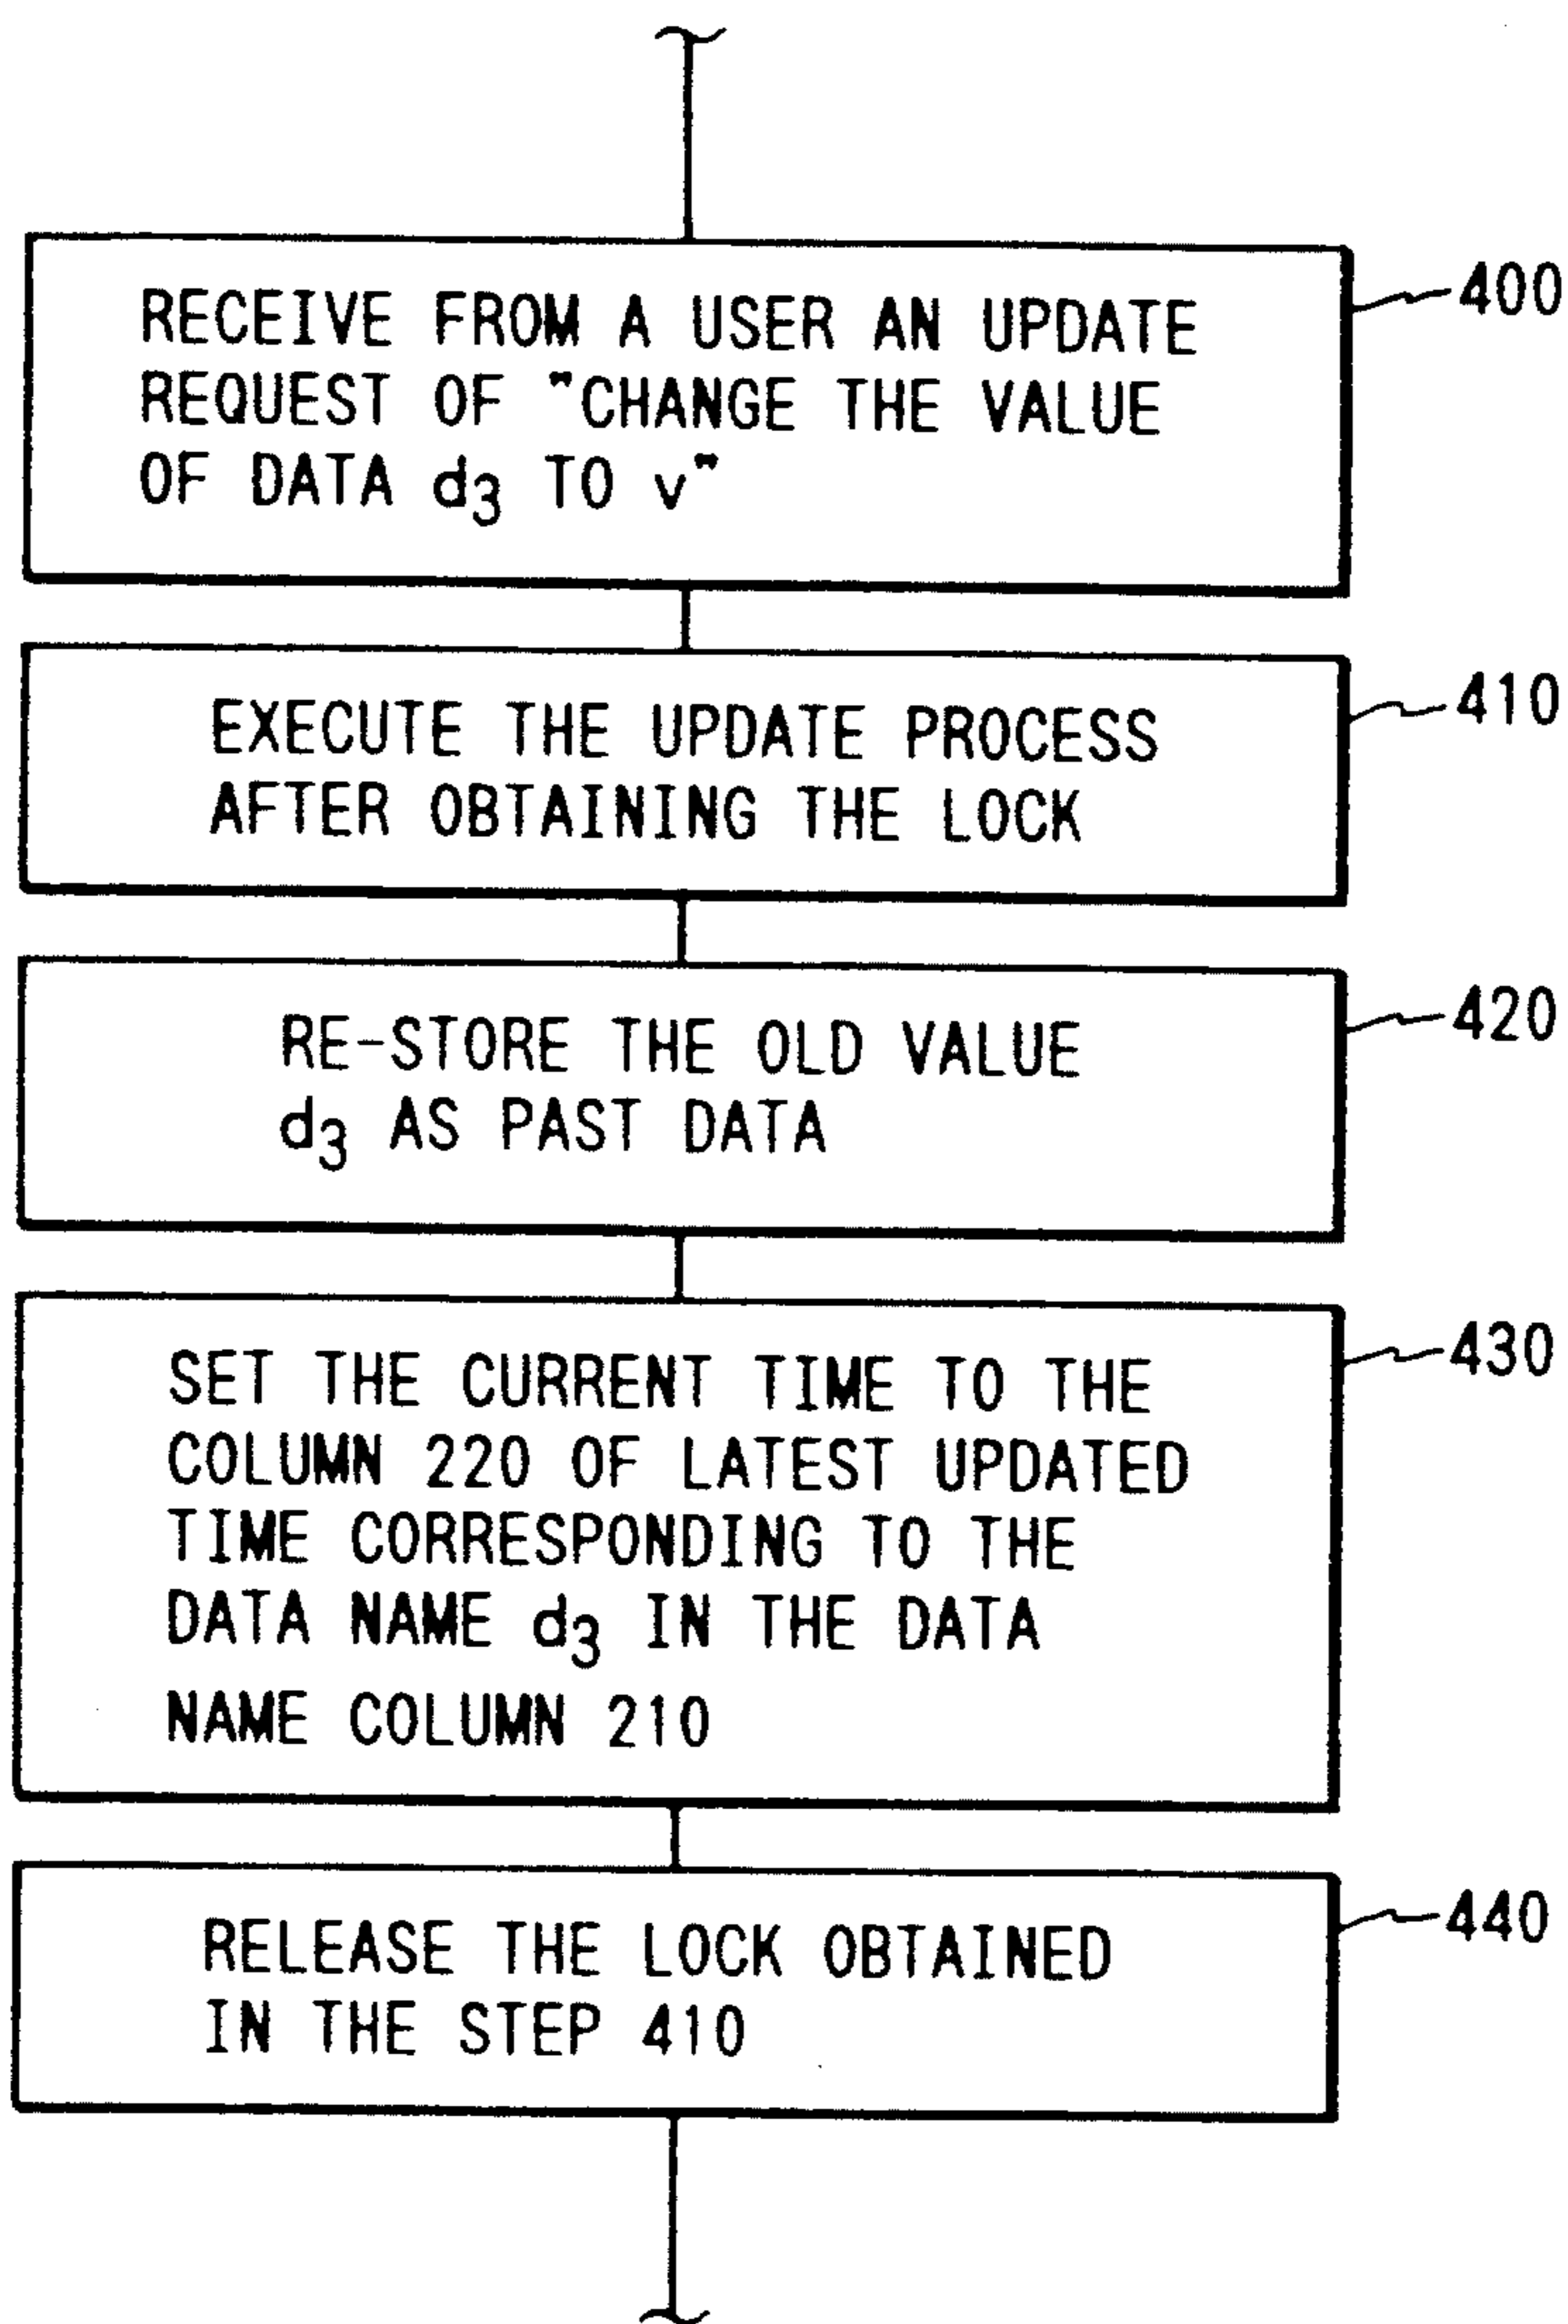 RECEIVE FROM A USER AN UPDATE
REQUEST OF "CHANGE THE VALUE
OF DATA d3 TO v"
400
EXECUTE THE UPDATE PROCESS
AFTER OBTAINING THE LOCK
410
RE-STORE THE OLD VALUE
d3 AS PAST DATA
420
SET THE CURRENT TIME TO THE
COLUMN 220 OF LATEST UPDATED
TIME CORRESPONDING TO THE
DATA NAME d3 IN THE DATA
NAME COLUMN 210
430
RELEASE THE LOCK OBTAINED
IN THE STEP 410
440